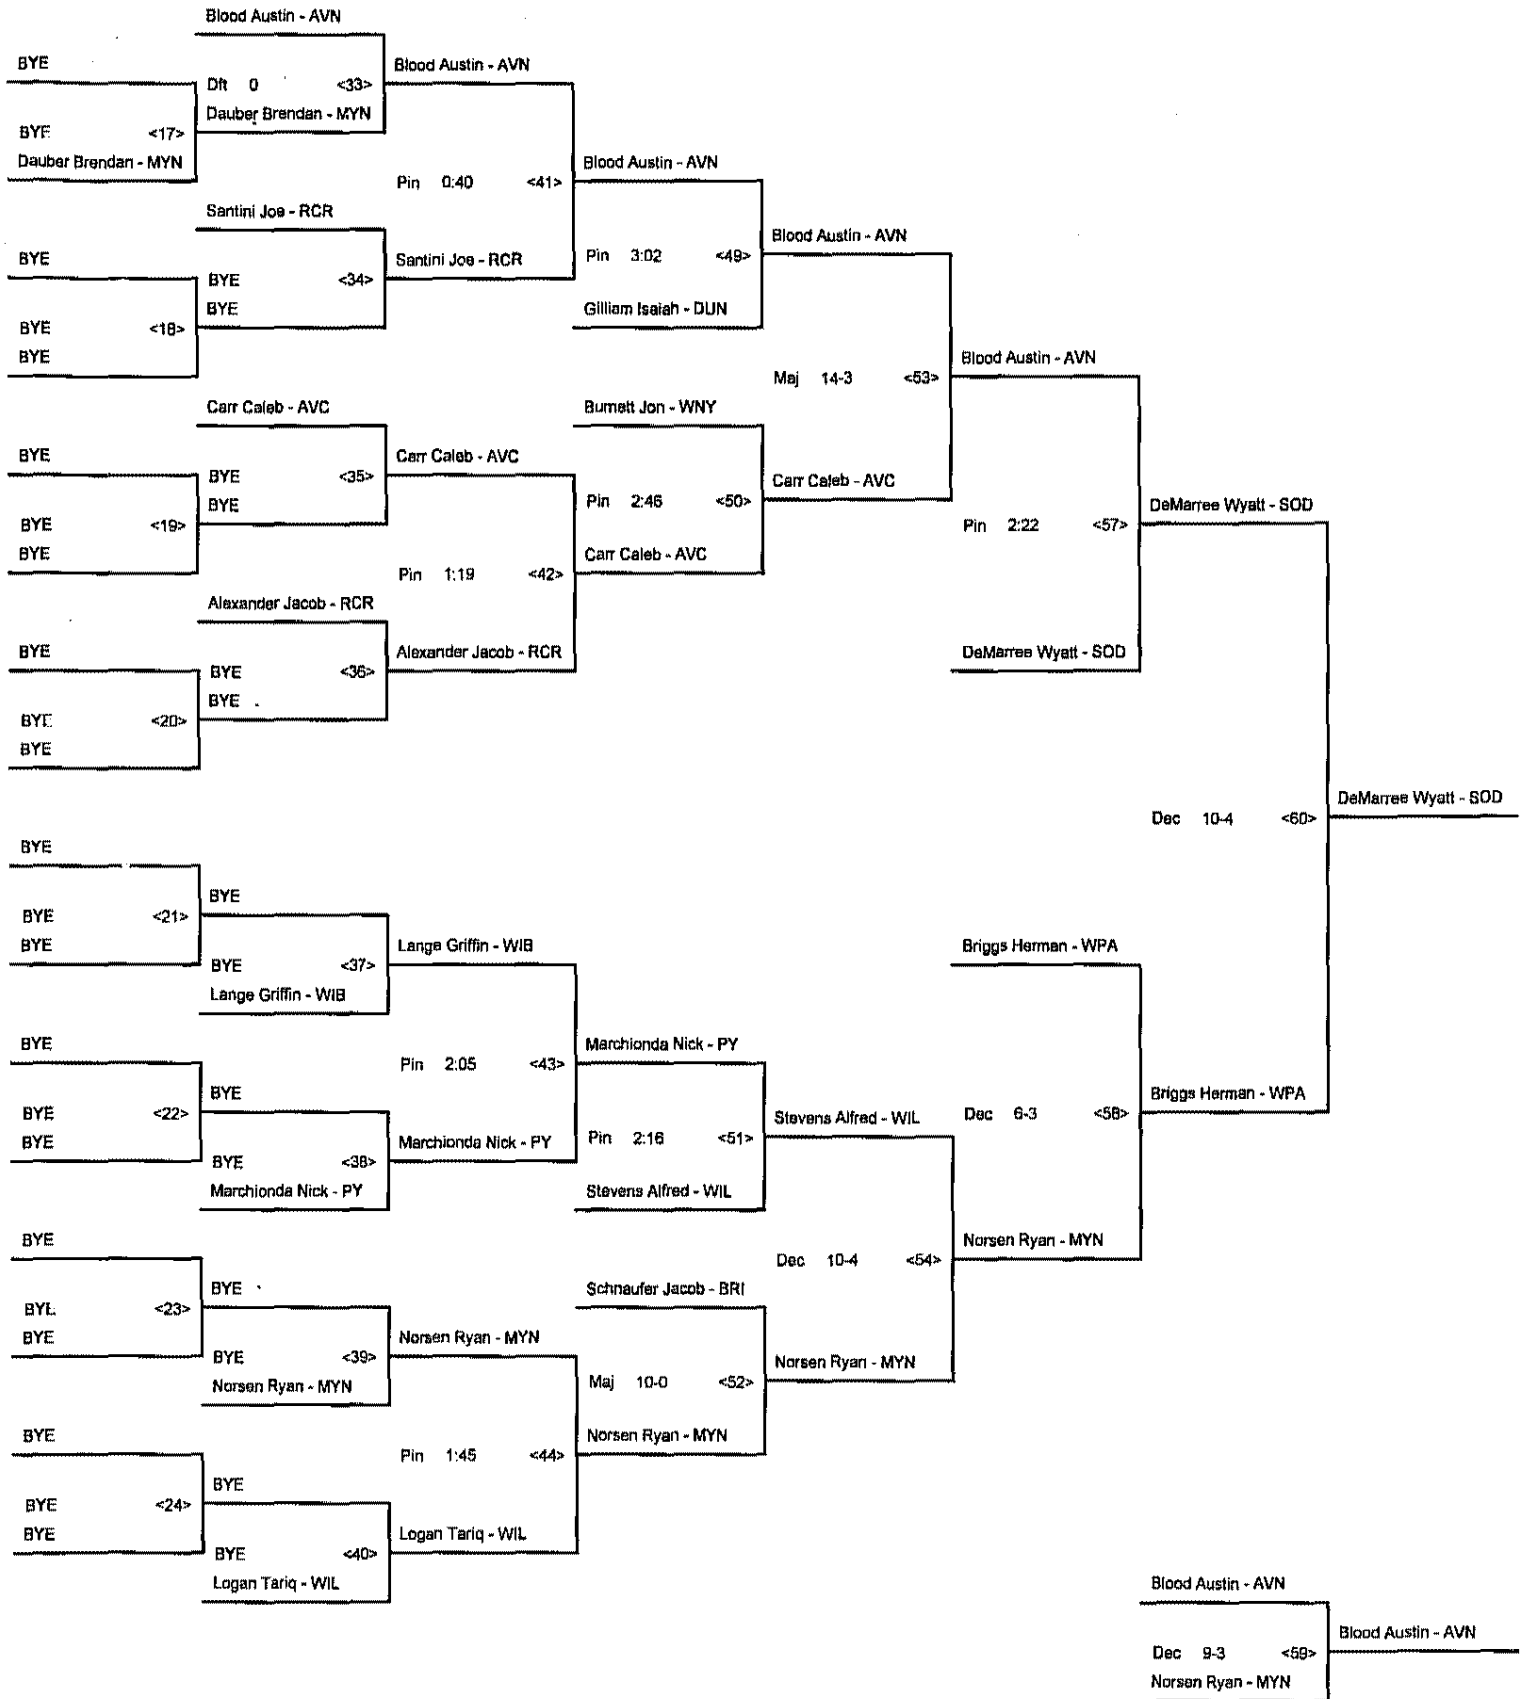 Blood Austin - AVN
BYE
Blood Austin - AVN
Dft 0 <33>
Dauber Brendan - MYN
BYE <17>
Dauber Brendan - MYN
Blood Austin - AVN
Pin 0:40 <41>
Santini Joe - RCR
Blood Austin - AVN
BYE
Santini Joe - RCR
Pin 3:02 <49>
BYE <34>
BYE
Gilliam Isaiah - DUN
BYE <18>
BYE
Blood Austin - AVN
Maj 14-3 <53>
Carr Caleb - AVC
Burnett Jon - WNY
BYE
Carr Caleb - AVC
BYE <35>
Carr Caleb - AVC
BYE
Pin 2:46 <50>
DeMarree Wyatt - SOD
BYE <19>
Pin 2:22 <57>
BYE
Carr Caleb - AVC
Pin 1:19 <42>
Alexander Jacob - RCR
BYE
Alexander Jacob - RCR
DeMarree Wyatt - SOD
BYE <36>
BYE
BYE <20>
BYE
DeMarree Wyatt - SOD
Dec 10-4 <60>
BYE
BYE
BYE <21>
BYE
Lange Griffin - WIB
Briggs Herman - WPA
BYE <37>
Lange Griffin - WIB
BYE
Marchionda Nick - PY
Pin 2:05 <43>
BYE
Briggs Herman - WPA
BYE <22>
Dec 6-3 <58>
Stevens Alfred - WIL
BYE
Marchionda Nick - PY
Pin 2:16 <51>
BYE <38>
Marchionda Nick - PY
Stevens Alfred - WIL
BYE
Norsen Ryan - MYN
Dec 10-4 <54>
BYE
Schnaufer Jacob - BRI
BYE <23>
BYE
Norsen Ryan - MYN
BYE <39>
Norsen Ryan - MYN
Norsen Ryan - MYN
Maj 10-0 <52>
BYE
Norsen Ryan - MYN
Pin 1:45 <44>
BYE
BYE <24>
BYE
Logan Tariq - WIL
BYE <40>
Logan Tariq - WIL
Blood Austin - AVN
Blood Austin - AVN
Dec 9-3 <59>
Norsen Ryan - MYN